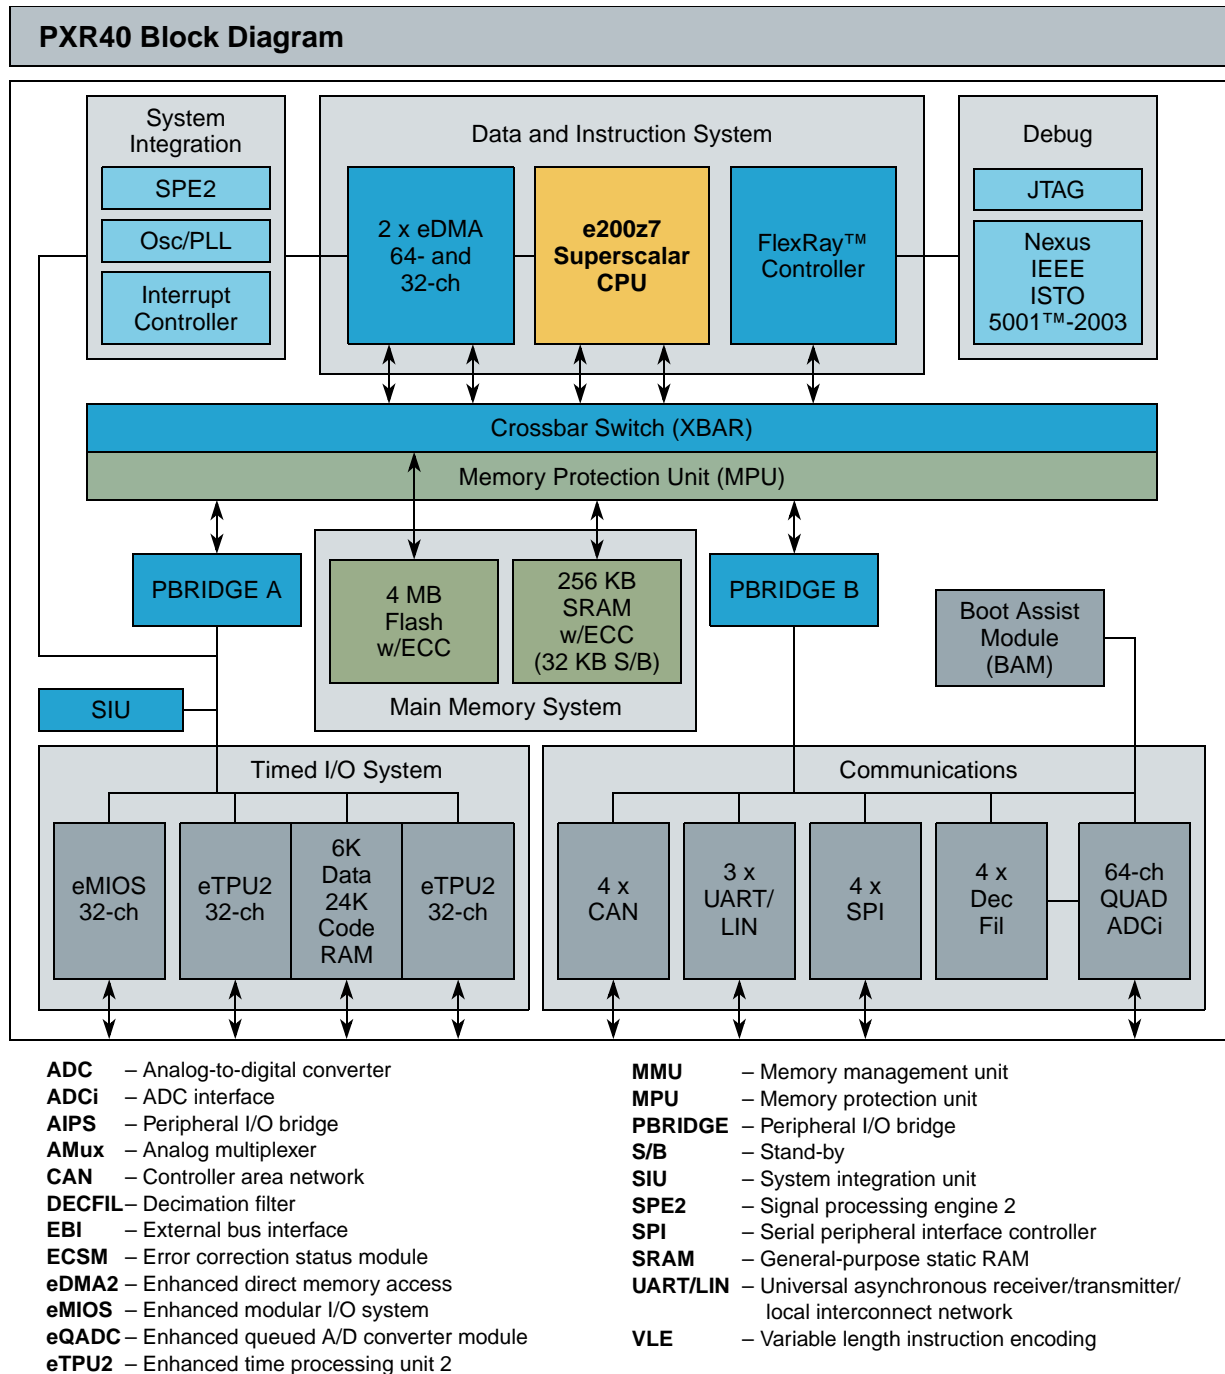 PXR40 Block Diagram
System
Integration
SPE2
Osc/PLL
Interrupt
Controller
Data and Instruction System
2 x eDMA
64- and
32-ch
e200z7
Superscalar
CPU
FlexRay™
Controller
Debug
JTAG
Nexus
IEEE
ISTO
5001™-2003
Crossbar Switch (XBAR)
Memory Protection Unit (MPU)
PBRIDGE A
4 MB
Flash
w/ECC
256 KB
SRAM
w/ECC
(32 KB S/B)
Main Memory System
PBRIDGE B
Boot Assist
Module
(BAM)
SIU
Timed I/O System
eMIOS
32-ch
eTPU2
32-ch
6K
Data
24K
Code
RAM
eTPU2
32-ch
Communications
4 x
CAN
3 x
UART/
LIN
4 x
SPI
4 x
Dec
Fil
64-ch
QUAD
ADCi
ADC – Analog-to-digital converter
ADCi – ADC interface
AIPS – Peripheral I/O bridge
AMux – Analog multiplexer
CAN – Controller area network
DECFIL – Decimation filter
EBI – External bus interface
ECSM – Error correction status module
eDMA2 – Enhanced direct memory access
eMIOS – Enhanced modular I/O system
eQADC – Enhanced queued A/D converter module
eTPU2 – Enhanced time processing unit 2
MMU – Memory management unit
MPU – Memory protection unit
PBRIDGE – Peripheral I/O bridge
S/B – Stand-by
SIU – System integration unit
SPE2 – Signal processing engine 2
SPI – Serial peripheral interface controller
SRAM – General-purpose static RAM
UART/LIN – Universal asynchronous receiver/transmitter/
local interconnect network
VLE – Variable length instruction encoding